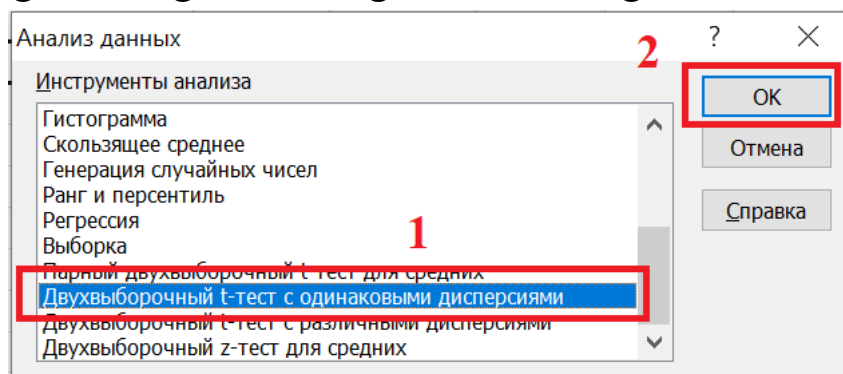 Анализ данных
?
2
Инструменты анализа
OK
Гистограмма
Скользящее среднее
Отмена
Генерация случайных чисел
Ранг и персентиль
Справка
Регрессия
1
Выборка
Парный двухвыборочный t-тест для средних
Двухвыборочный t-тест с одинаковыми дисперсиями
Двухвыборочный t-тест с различными дисперсиями
Двухвыборочный z-тест для средних